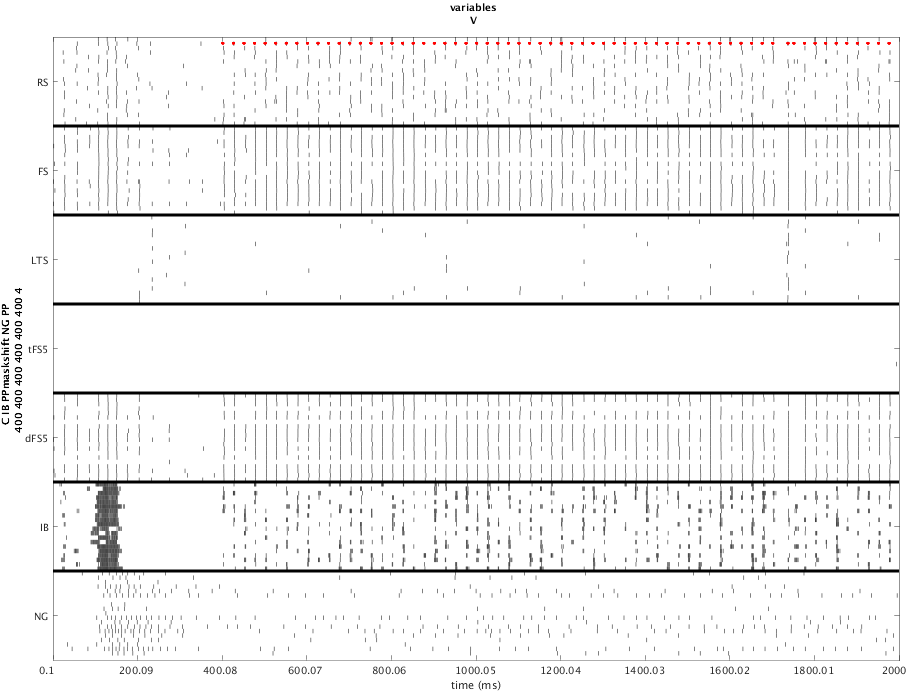 variables
V
RS
FS
LTS
tFS5
dFS5
IB
NG
C IB PPmaskshift NG PP
400 400 400 400 400 400 4
0.1 200.09 400.08 600.07 800.06 1000.05 1200.04 1400.03 1600.02 1800.01 2000
time (ms)